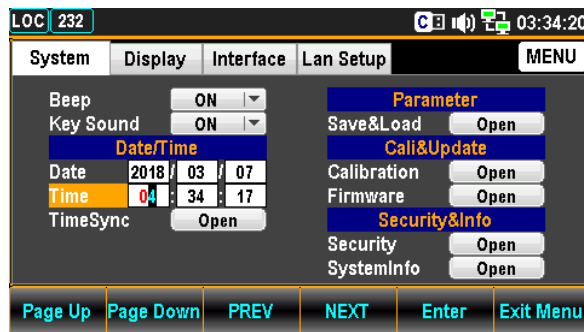 LOC 232 C 03:34:20
System Display Interface Lan Setup MENU
Beep ON
Key Sound ON
Date/Time
Date 2018 / 03 / 07
Time 04 : 34 : 17
TimeSync Open
Parameter
Save&Load Open
Cali&Update
Calibration Open
Firmware Open
Security&Info
Security Open
SystemInfo Open
Page Up Page Down PREV NEXT Enter Exit Menu